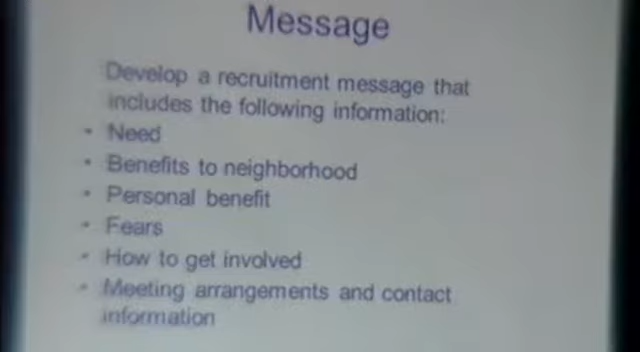 Message
Develop a recruitment message that
includes the following information:
• Need
• Benefits to neighborhood
• Personal benefit
• Fears
• How to get involved
• Meeting arrangements and contact
information